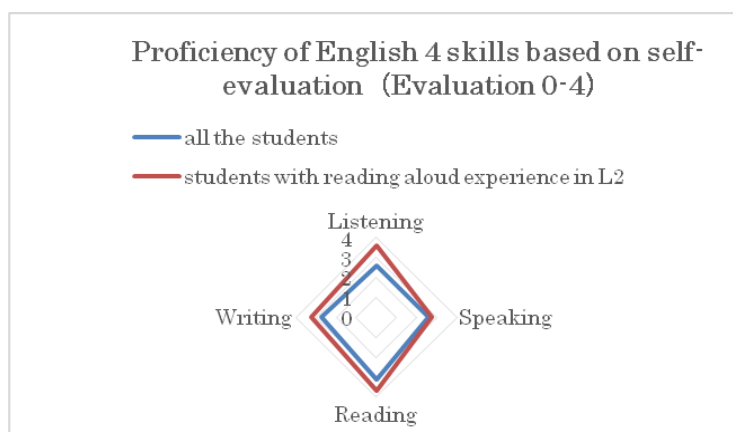 Proficiency of English 4 skills based on self-
evaluation (Evaluation 0-4)
all the students
students with reading aloud experience in L2
Listening
4
3
2
1
0
Writing
Speaking
Reading